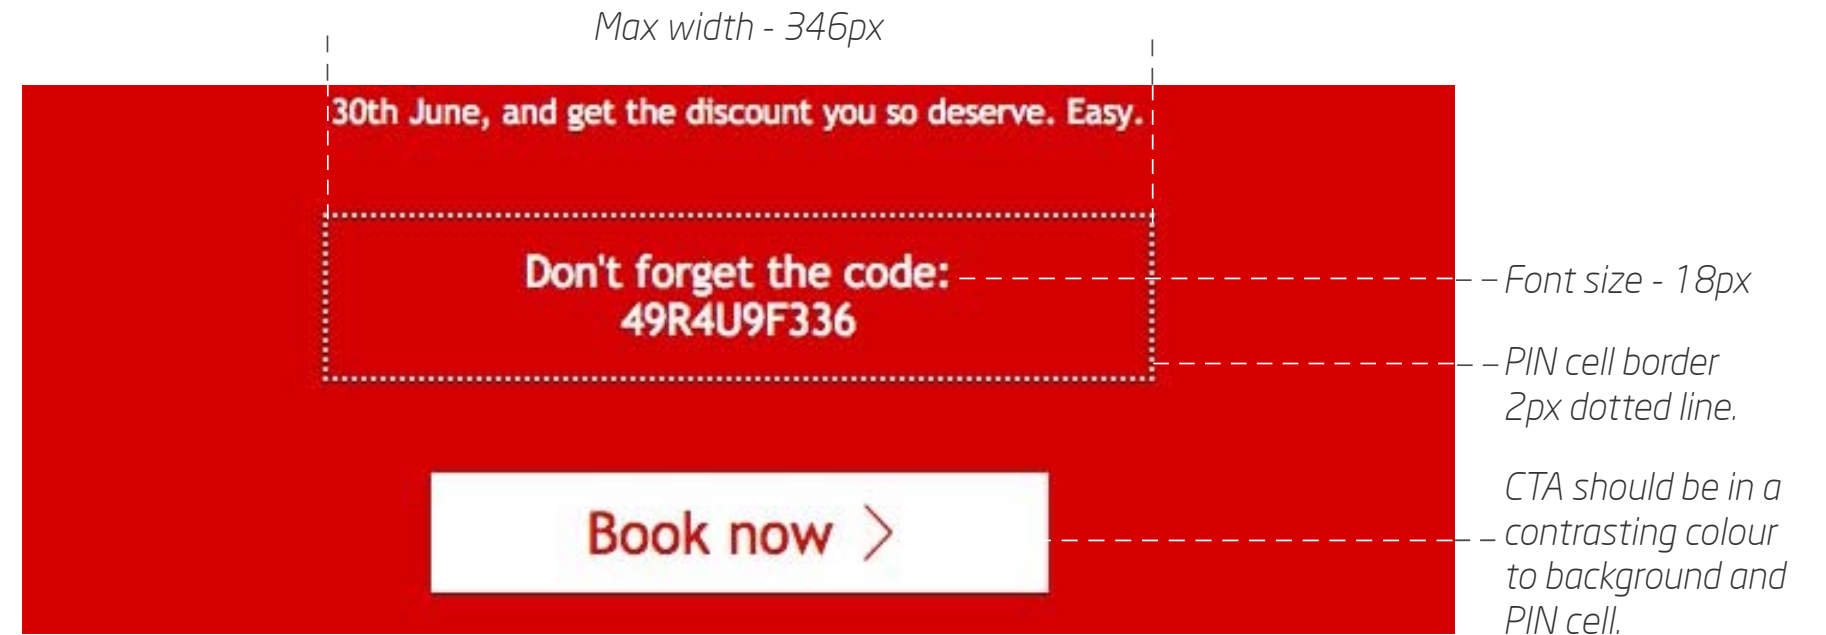 Max width - 346px
30th June, and get the discount you so deserve. Easy.
Don't forget the code:
49R4U9F336
Font size - 18px
PIN cell border
2px dotted line.
Book now
CTA should be in a
contrasting colour
to background and
PIN cell.